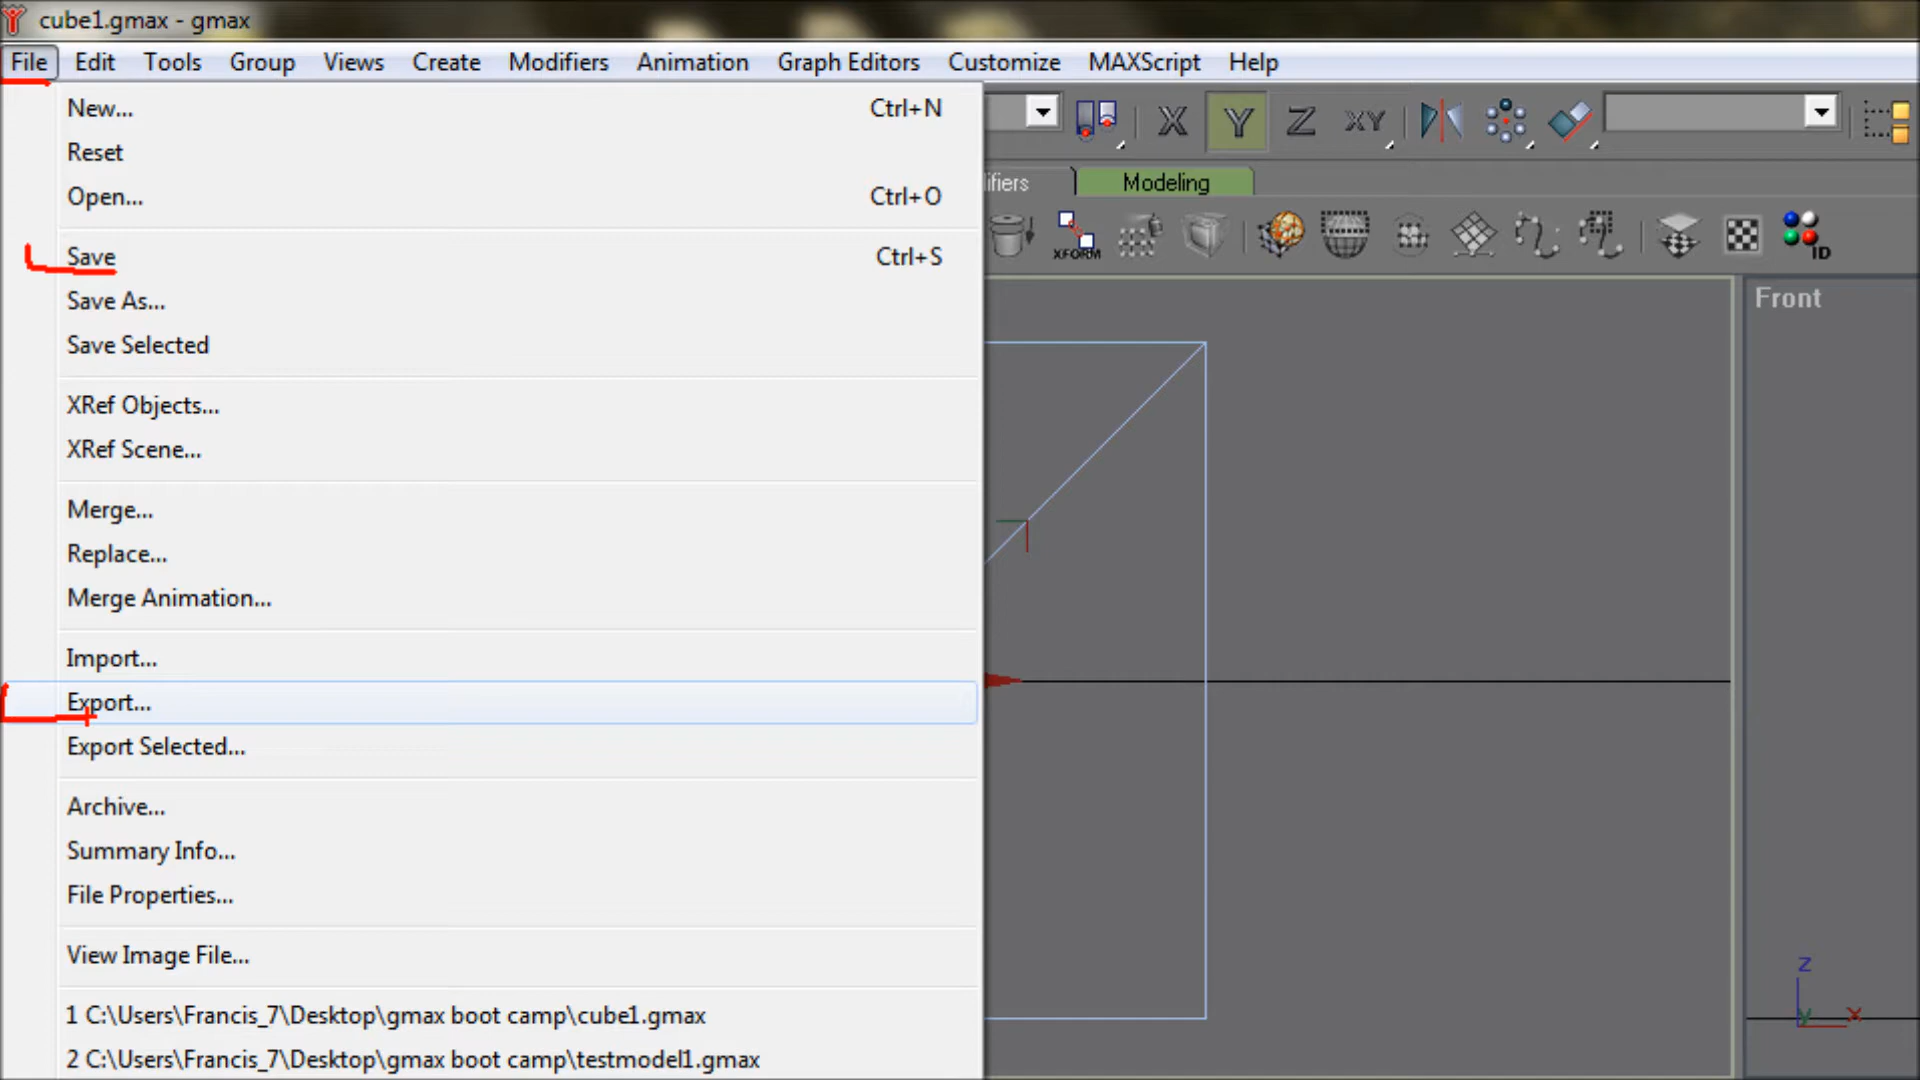 cube1.gmax - gmax
File Edit Tools Group Views Create Modifiers Animation Graph Editors Customize MAXScript Help
New... Ctrl+N
Reset
Open... Ctrl+O
Save Ctrl+S
Save As...
Save Selected
XRef Objects...
XRef Scene...
Merge...
Replace...
Merge Animation...
Import...
Export...
Export Selected...
Archive...
Summary Info...
File Properties...
View Image File...
1 C:\Users\Francis_7\Desktop\gmax boot camp\cube1.gmax
2 C:\Users\Francis_7\Desktop\gmax boot camp\testmodel1.gmax
X Y Z XY
ifiers Modeling
XFORM ID
Front
z
y x